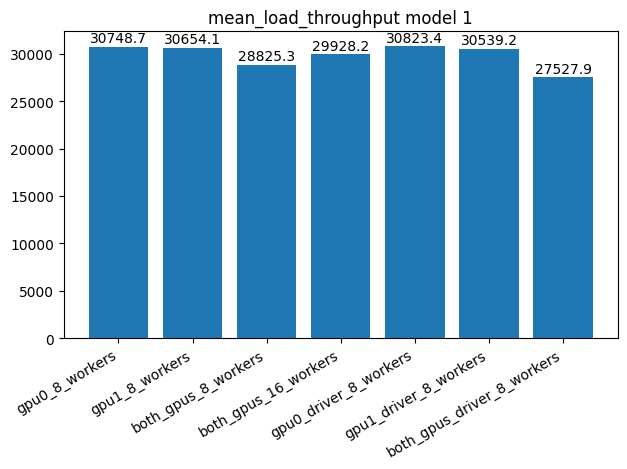 mean_load_throughput model 1
30000
25000
20000
15000
10000
5000
0
30748.7
30654.1
28825.3
29928.2
30823.4
30539.2
27527.9
gpu0_8_workers
gpu1_8_workers
both_gpus_8_workers
both_gpus_16_workers
gpu0_driver_8_workers
gpu1_driver_8_workers
both_gpus_driver_8_workers